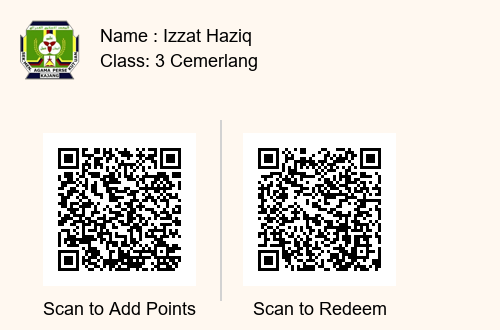 Name : Izzat Haziq
Class: 3 Cemerlang
AGAMA PERSE
KAJANG
Scan to Add Points
Scan to Redeem